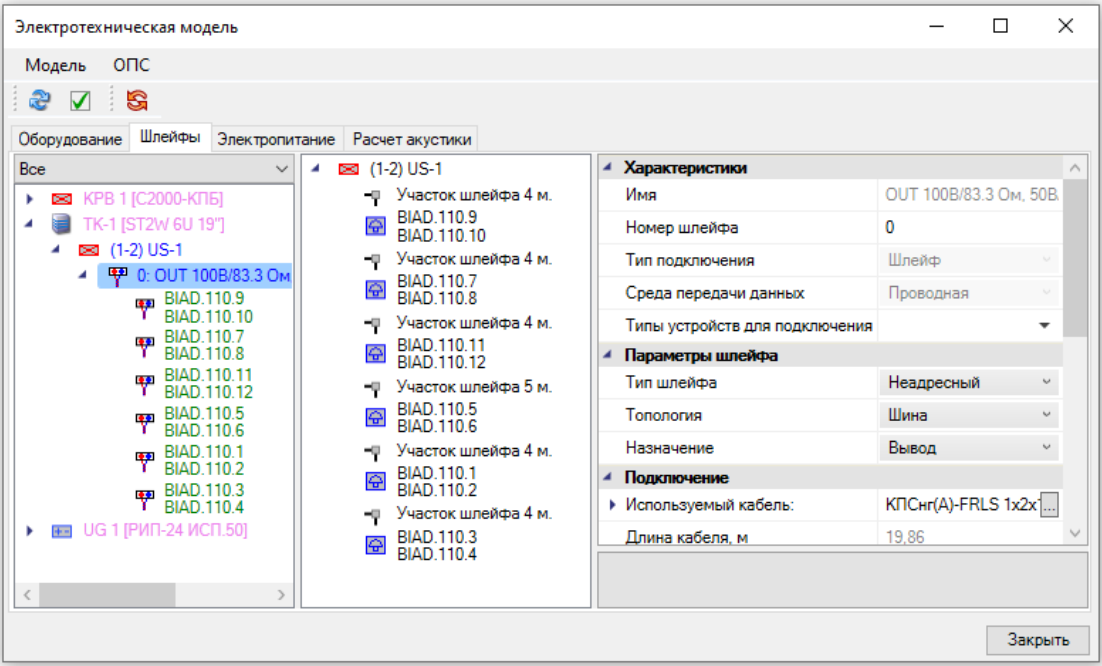 Электротехническая модель
Модель ОПС
Оборудование Шлейфы Электропитание Расчет акустики
Все
КРВ 1 [С2000-КПБ]
ТК-1 [ST2W 6U 19"]
(1-2) US-1
0: OUT 100В/83.3 Ом
BIAD.110.9
BIAD.110.10
BIAD.110.7
BIAD.110.8
BIAD.110.11
BIAD.110.12
BIAD.110.5
BIAD.110.6
BIAD.110.1
BIAD.110.2
BIAD.110.3
BIAD.110.4
UG 1 [РИП-24 ИСП.50]
(1-2) US-1
Участок шлейфа 4 м.
BIAD.110.9
BIAD.110.10
Участок шлейфа 4 м.
BIAD.110.7
BIAD.110.8
Участок шлейфа 4 м.
BIAD.110.11
BIAD.110.12
Участок шлейфа 5 м.
BIAD.110.5
BIAD.110.6
Участок шлейфа 4 м.
BIAD.110.1
BIAD.110.2
Участок шлейфа 4 м.
BIAD.110.3
BIAD.110.4
Характеристики
Имя OUT 100В/83.3 Ом, 50В
Номер шлейфа 0
Тип подключения Шлейф
Среда передачи данных Проводная
Типы устройств для подключения
Параметры шлейфа
Тип шлейфа Неадресный
Топология Шина
Назначение Вывод
Подключение
Используемый кабель: КПСнг(А)-FRLS 1x2x ...
Длина кабеля, м 19,86
Закрыть